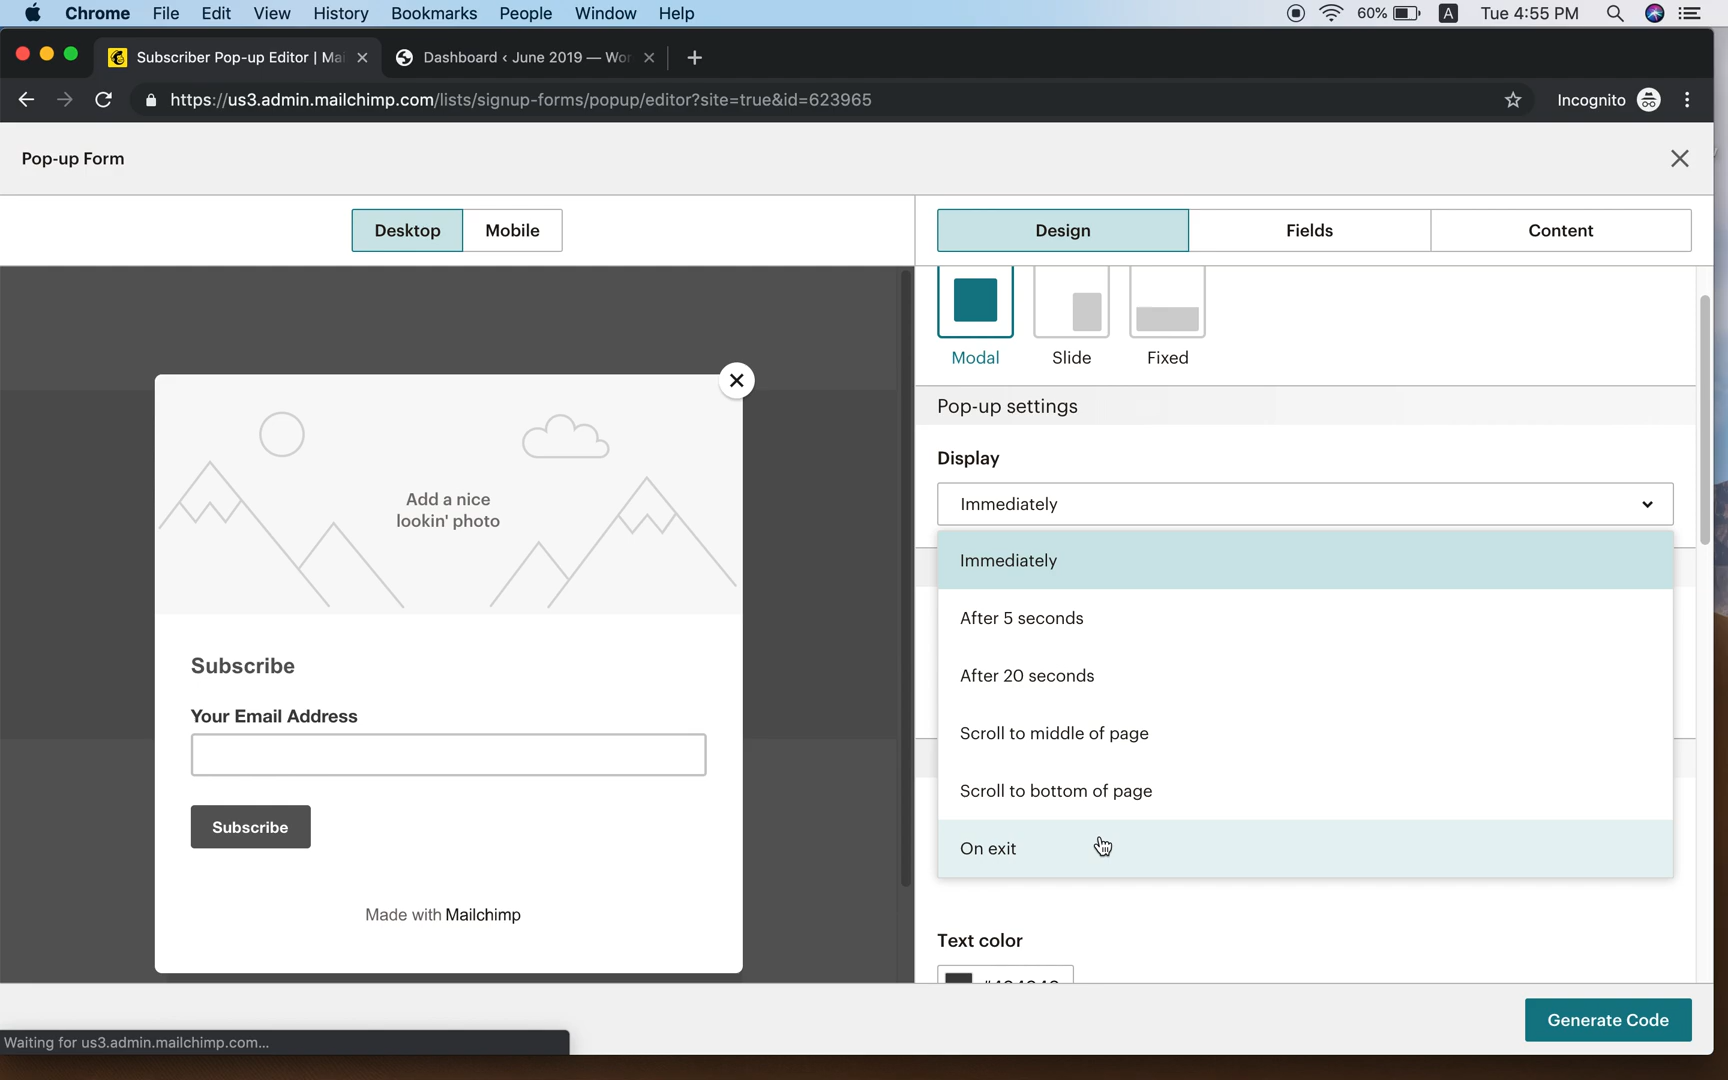 Chrome File Edit View History Bookmarks People Window Help 60% A Tue 4:55 PM
Subscriber Pop-up Editor | Mai Dashboard ‹ June 2019 — Wor
https://us3.admin.mailchimp.com/lists/signup-forms/popup/editor?site=true&id=623965 Incognito
Pop-up Form
Desktop Mobile Design Fields Content
Modal Slide Fixed
Pop-up settings
Display
Immediately
Immediately
After 5 seconds
After 20 seconds
Scroll to middle of page
Scroll to bottom of page
On exit
Text color
Add a nice
lookin' photo
Subscribe
Your Email Address
Subscribe
Made with Mailchimp
Generate Code
Waiting for us3.admin.mailchimp.com...